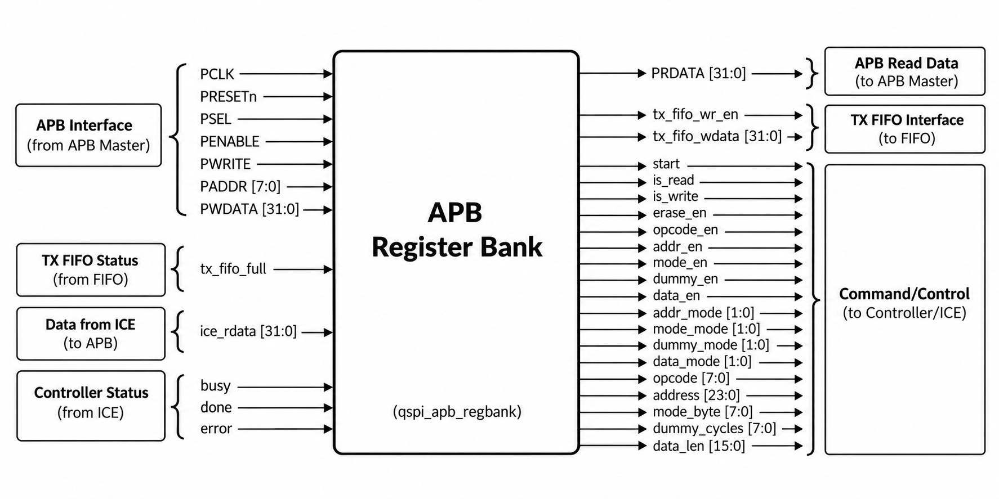 APB Interface
(from APB Master)
PCLK
PRESETn
PSEL
PENABLE
PWRITE
PADDR [7:0]
PWDATA [31:0]
TX FIFO Status
(from FIFO)
tx_fifo_full
Data from ICE
(to APB)
ice_rdata [31:0]
Controller Status
(from ICE)
busy
done
error
APB
Register Bank
(qspi_apb_regbank)
PRDATA [31:0]
APB Read Data
(to APB Master)
tx_fifo_wr_en
tx_fifo_wdata [31:0]
TX FIFO Interface
(to FIFO)
start
is_read
is_write
erase_en
opcode_en
addr_en
mode_en
dummy_en
data_en
addr_mode [1:0]
mode_mode [1:0]
dummy_mode [1:0]
data_mode [1:0]
opcode [7:0]
address [23:0]
mode_byte [7:0]
dummy_cycles [7:0]
data_len [15:0]
Command/Control
(to Controller/ICE)